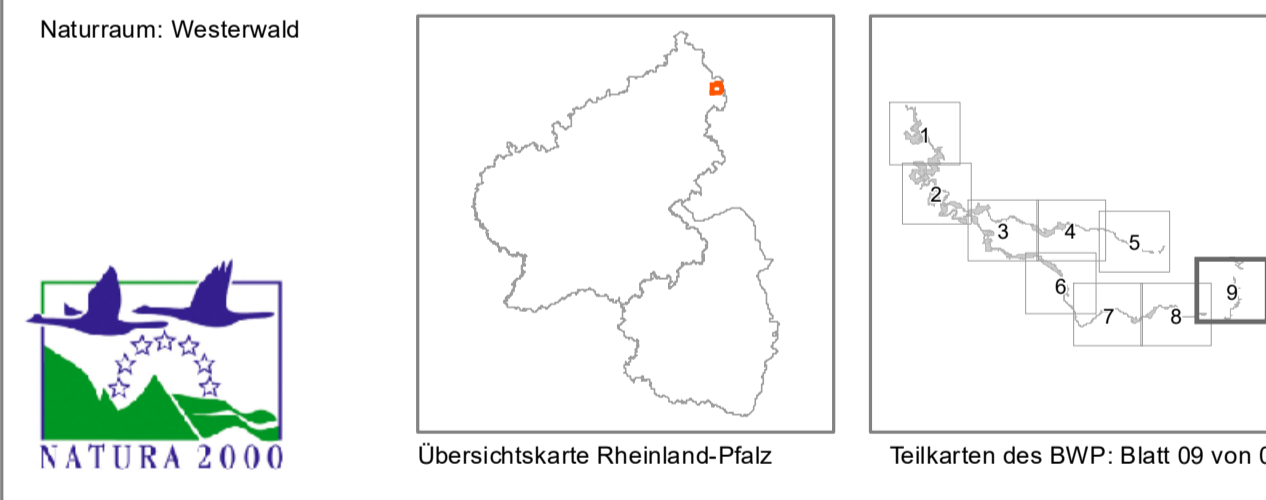 Naturraum: Westerwald
1
2
3
4
5
6
7
8
9
NATURA 2000
Übersichtskarte Rheinland-Pfalz
Teilkarten des BWP: Blatt 09 von